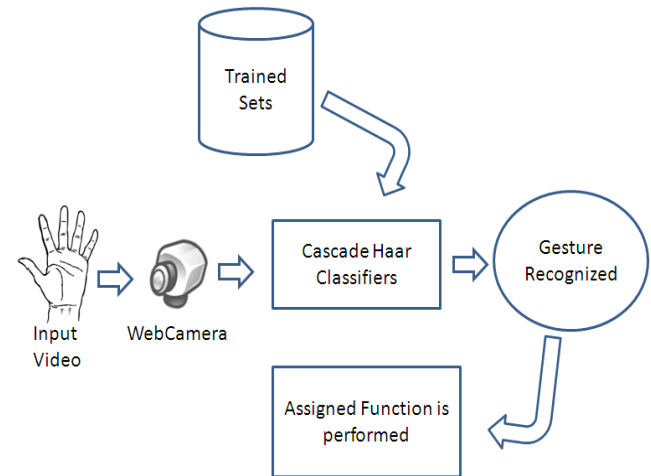 Trained
Sets
Input
Video
WebCamera
Cascade Haar
Classifiers
Gesture
Recognized
Assigned Function is
performed